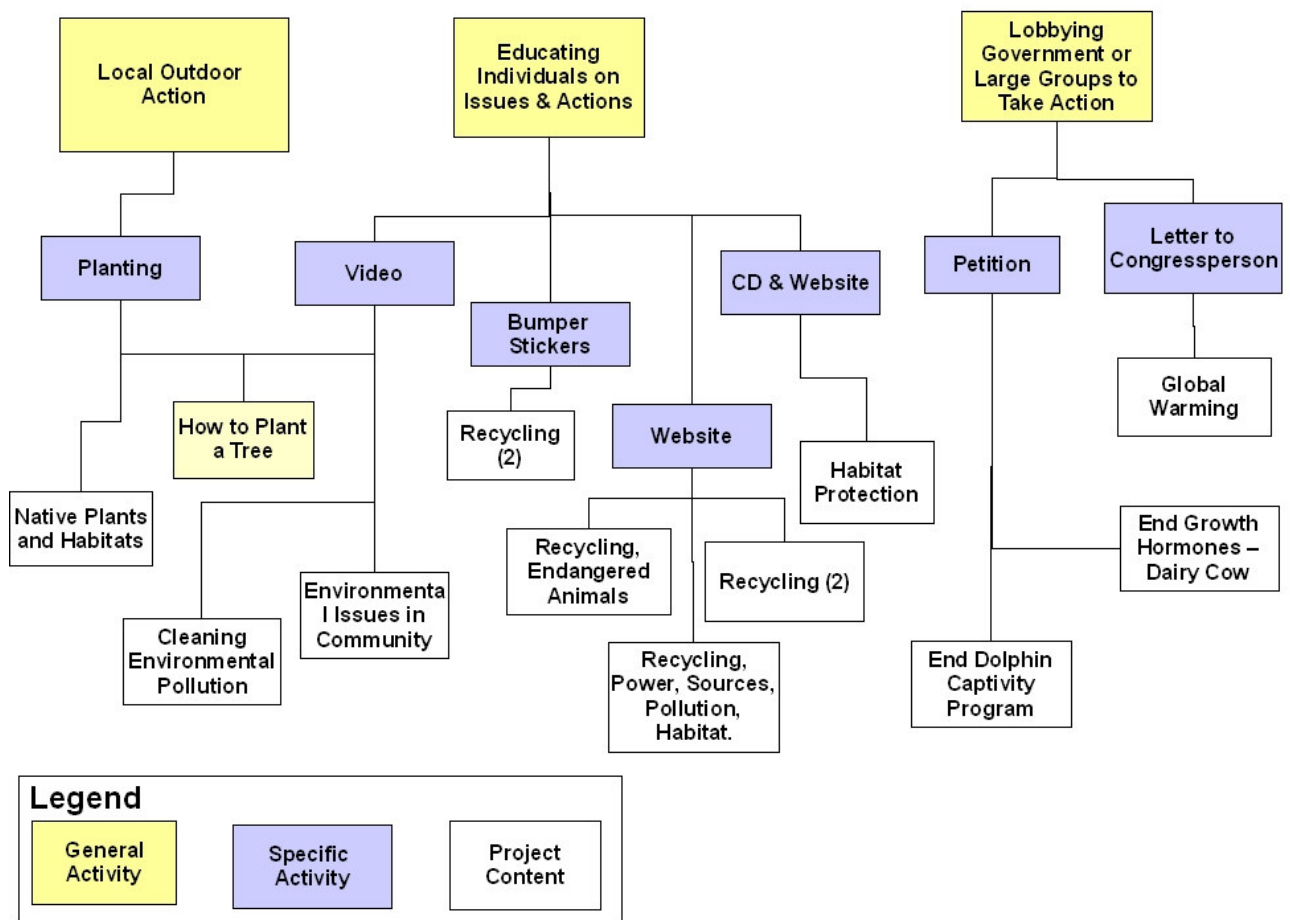 Local Outdoor
Action
Educating
Individuals on
Issues & Actions
Lobbying
Government or
Large Groups to
Take Action
Planting
Video
Bumper
Stickers
Website
CD & Website
Petition
Letter to
Congressperson
How to Plant
a Tree
Recycling
(2)
Global
Warming
Habitat
Protection
Native Plants
and Habitats
Cleaning
Environmental
Pollution
Environmenta
l Issues in
Community
Recycling,
Endangered
Animals
Recycling (2)
Recycling,
Power, Sources,
Pollution,
Habitat.
End Growth
Hormones –
Dairy Cow
End Dolphin
Captivity
Program
Legend
General
Activity
Specific
Activity
Project
Content